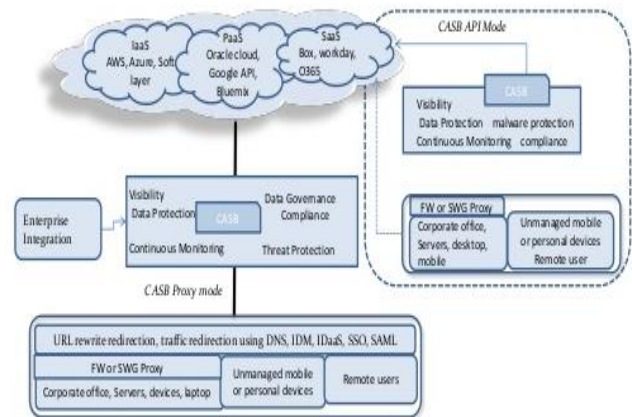 IaaS
AWS, Azure, Soft
layer
PaaS
Oracle cloud,
Google API,
Bluemix
SaaS
Box, workday,
O365
CASB API Mode
CASB
Visibility
Data Protection malware protection
Continuous Monitoring compliance
FW or SWG Proxy
Corporate office,
Servers, desktop,
mobile
Unmanaged mobile
or personal devices
Remote user
Enterprise
Integration
Visibility
Data Protection
CASB
Data Governance
Compliance
Continuous Monitoring
Threat Protection
CASB Proxy mode
URL rewrite redirection, traffic redirection using DNS, IDM, IDaaS, SSO, SAML
FW or SWG Proxy
Corporate office, Servers, devices, laptop
Unmanaged mobile
or personal devices
Remote users